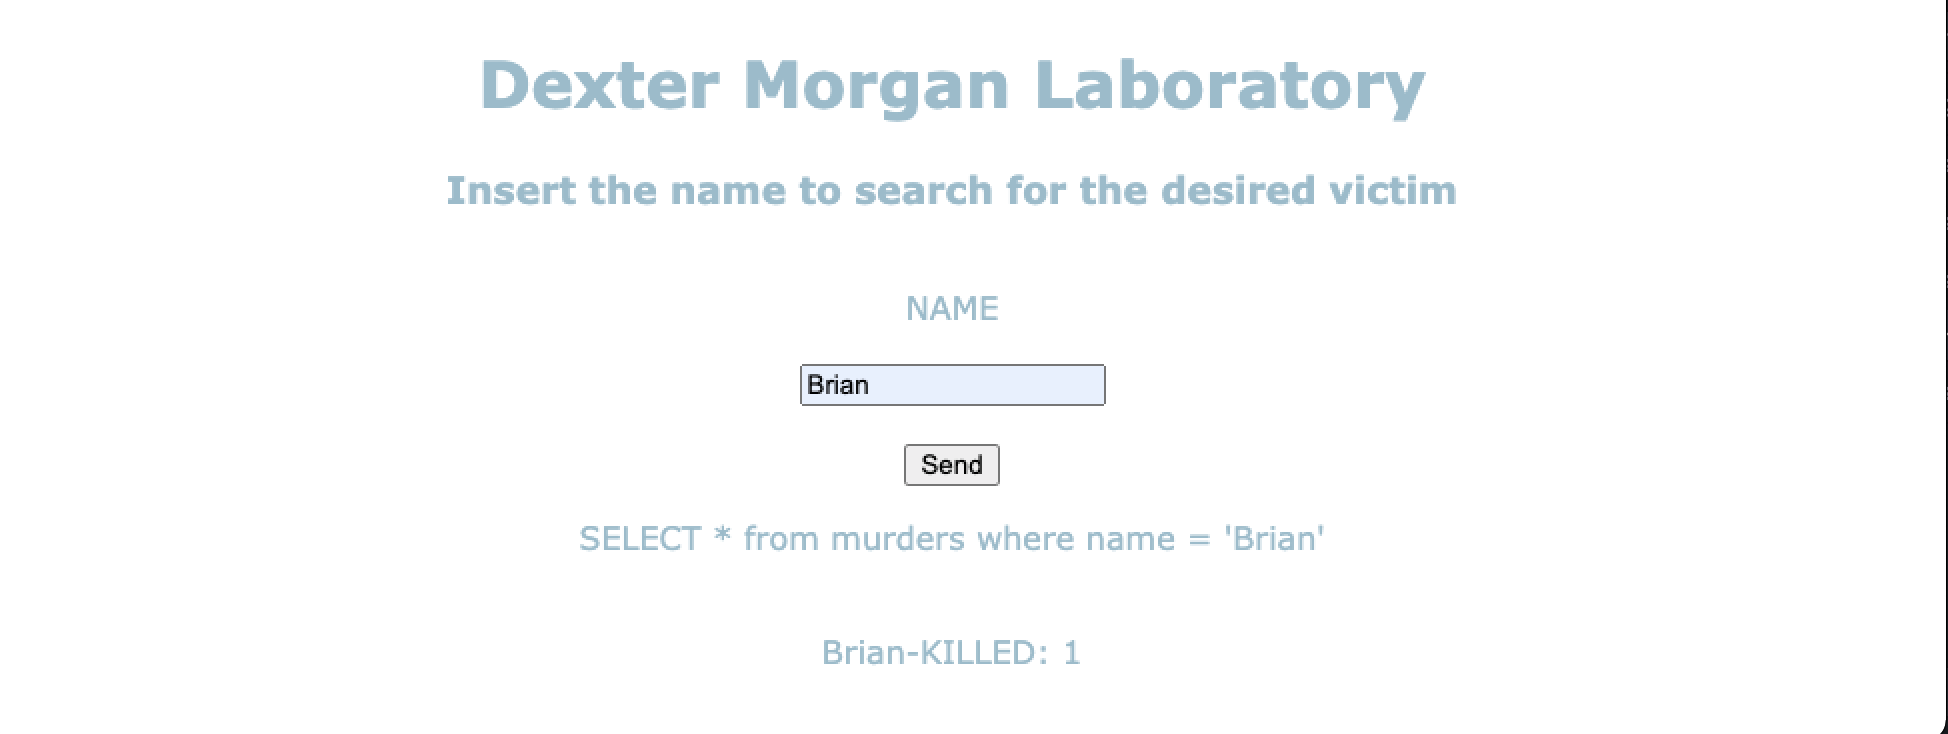 Dexter Morgan Laboratory
Insert the name to search for the desired victim
NAME
Brian
Send
SELECT * from murders where name = 'Brian'
Brian-KILLED: 1